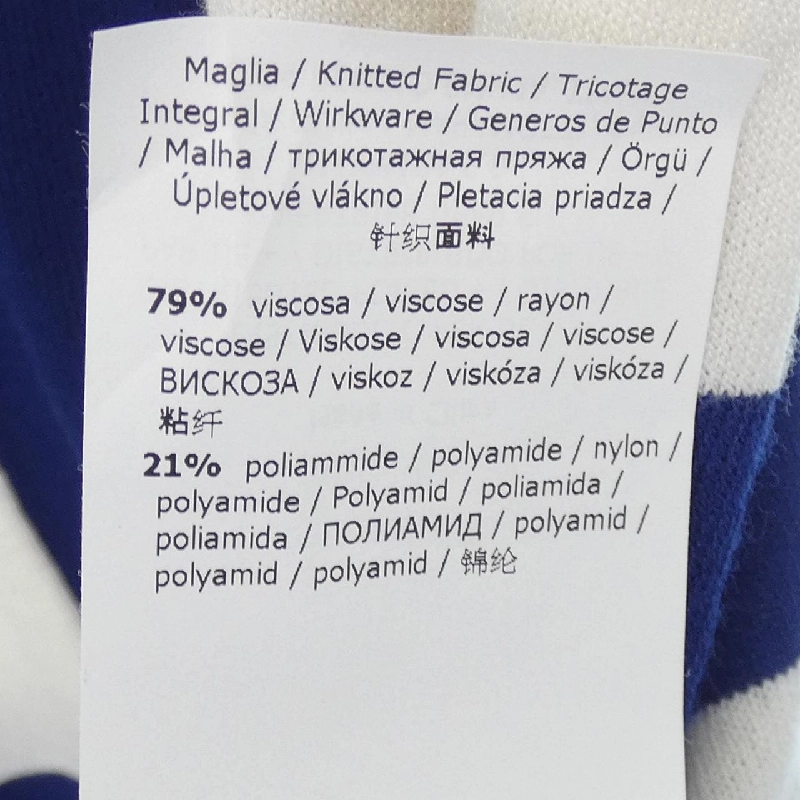 Maglia / Knitted Fabric / Tricotage
Integral / Wirkware / Generos de Punto
/ Malha / трикотажная пряжа / Örgü /
Úpletové vlákno / Pletacia priadza /
针织面料
79% viscosa / viscose / rayon /
viscose / Viskose / viscosa / viscose /
ВИСКОЗА / viskoz / viskóza / viskóza /
粘纤
21% poliammide / polyamide / nylon /
polyamide / Polyamid / poliamida /
poliamida / ПОЛИАМИД / polyamid /
polyamid / polyamid / 锦纶